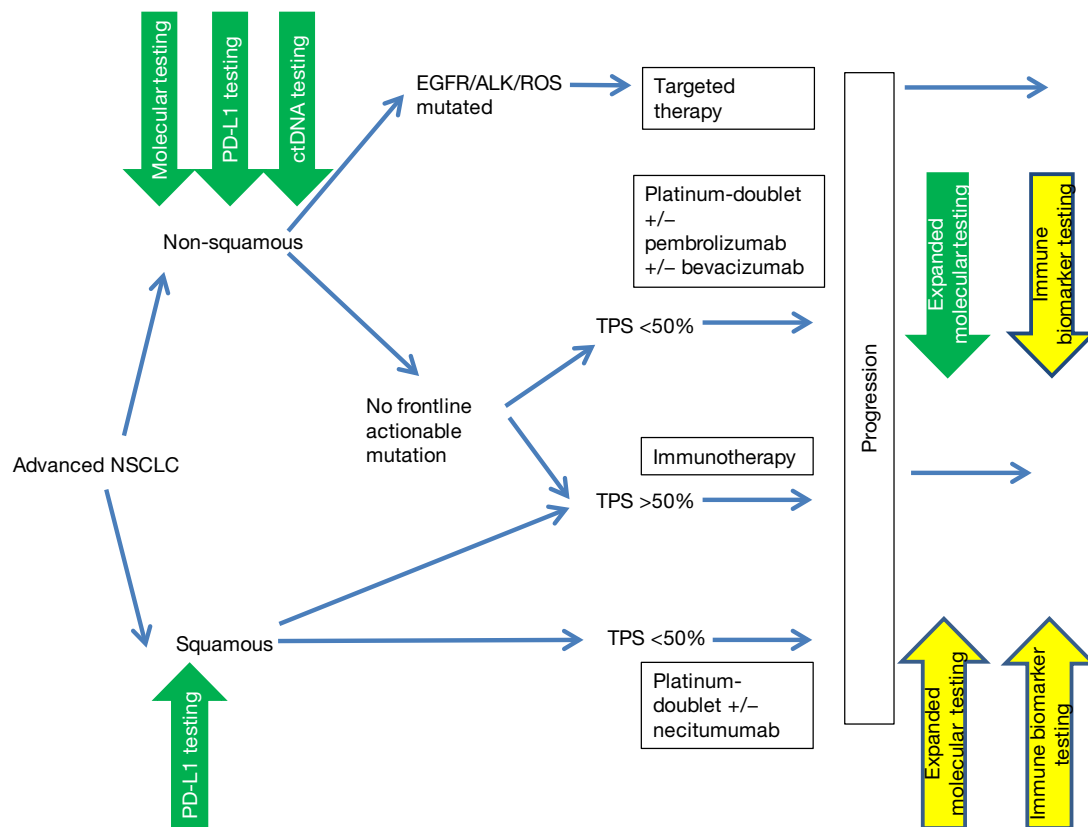 Molecular testing
PD-L1 testing
ctDNA testing
EGFR/ALK/ROS
mutated
Targeted
therapy
Non-squamous
Platinum-doublet
+/–
pembrolizumab
+/– bevacizumab
TPS <50%
No frontline
actionable
mutation
Advanced NSCLC
Immunotherapy
TPS >50%
Squamous
TPS <50%
Platinum-
doublet +/–
necitumumab
PD-L1 testing
Progression
Expanded
molecular testing
Immune
biomarker testing
Expanded
molecular testing
Immune biomarker
testing